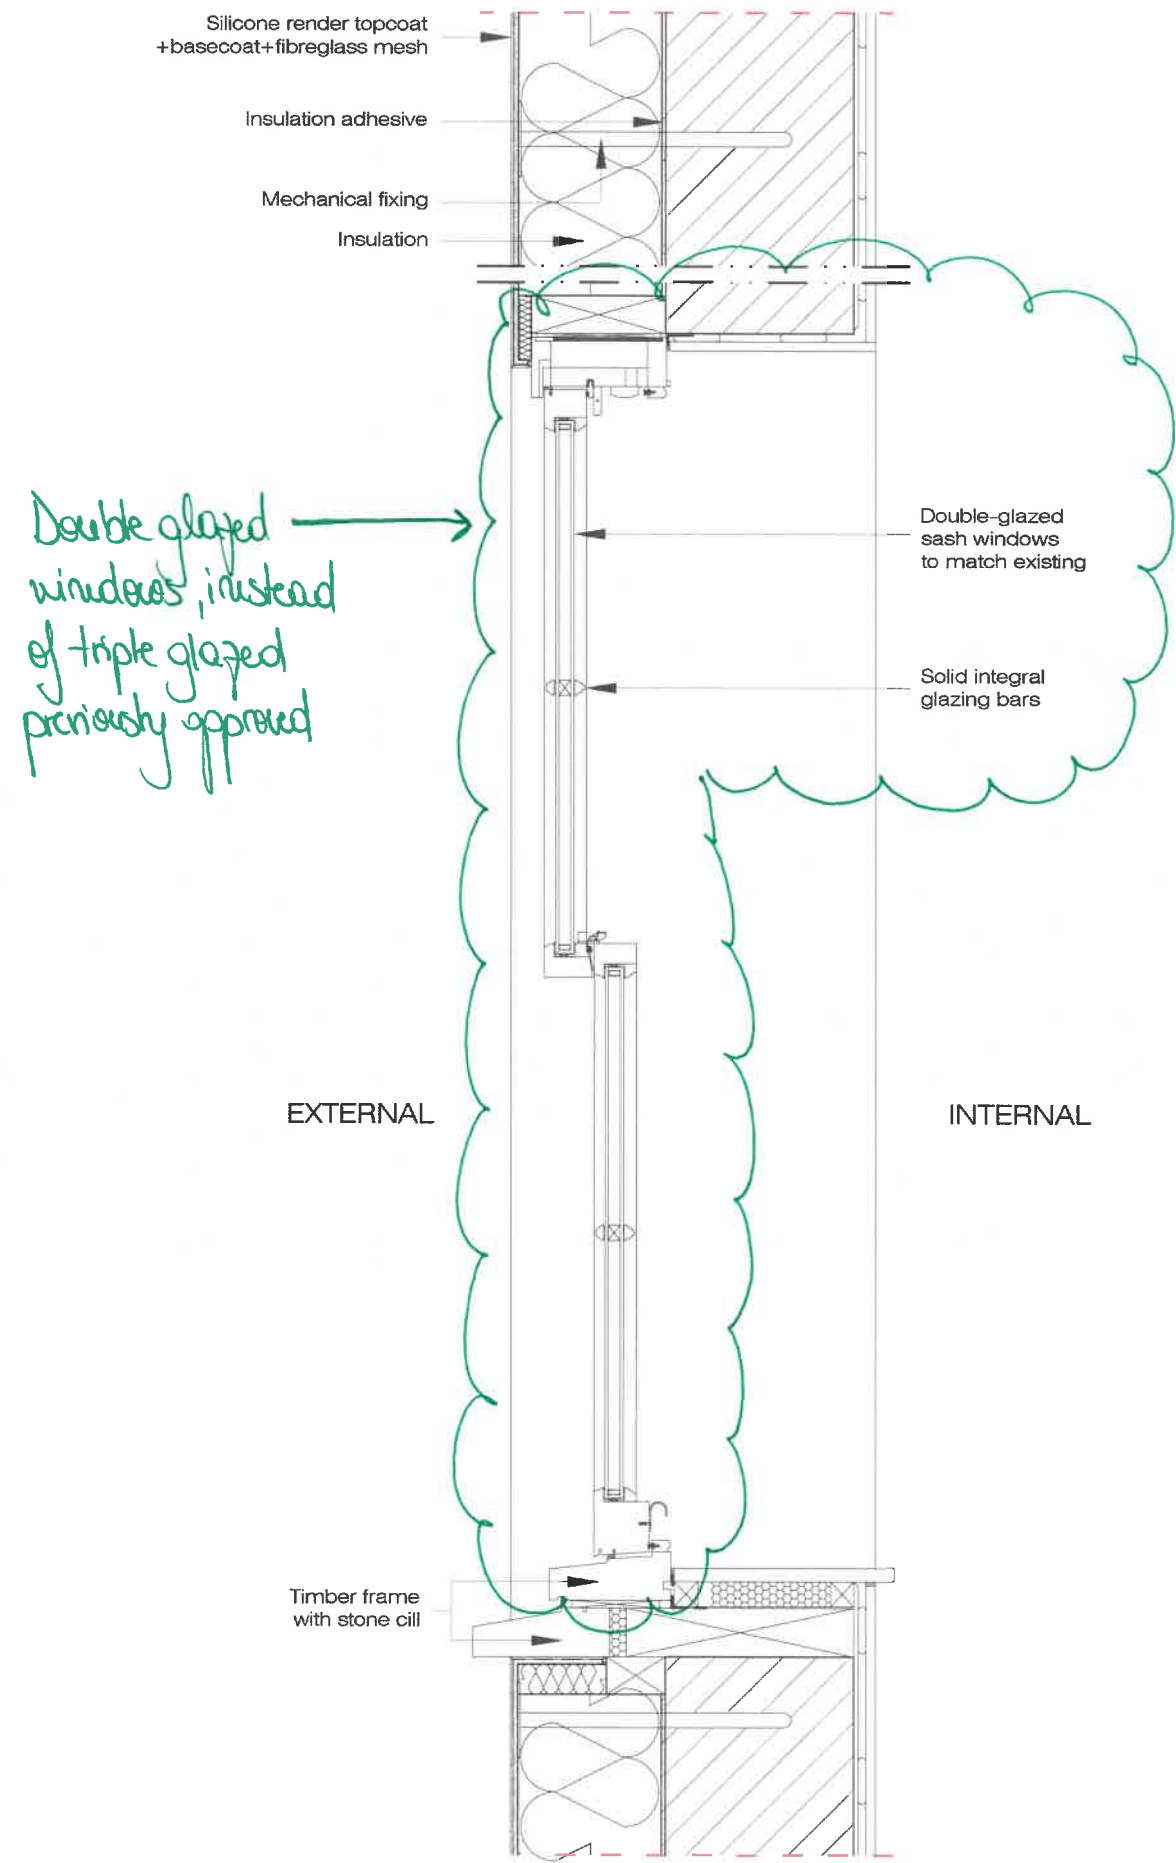 Silicone render topcoat
+basecoat+fibreglass mesh
Insulation adhesive
Mechanical fixing
Insulation
Double glazed
windows, instead
of triple glazed
previously approved
Double-glazed
sash windows
to match existing
Solid integral
glazing bars
EXTERNAL
INTERNAL
Timber frame
with stone cill